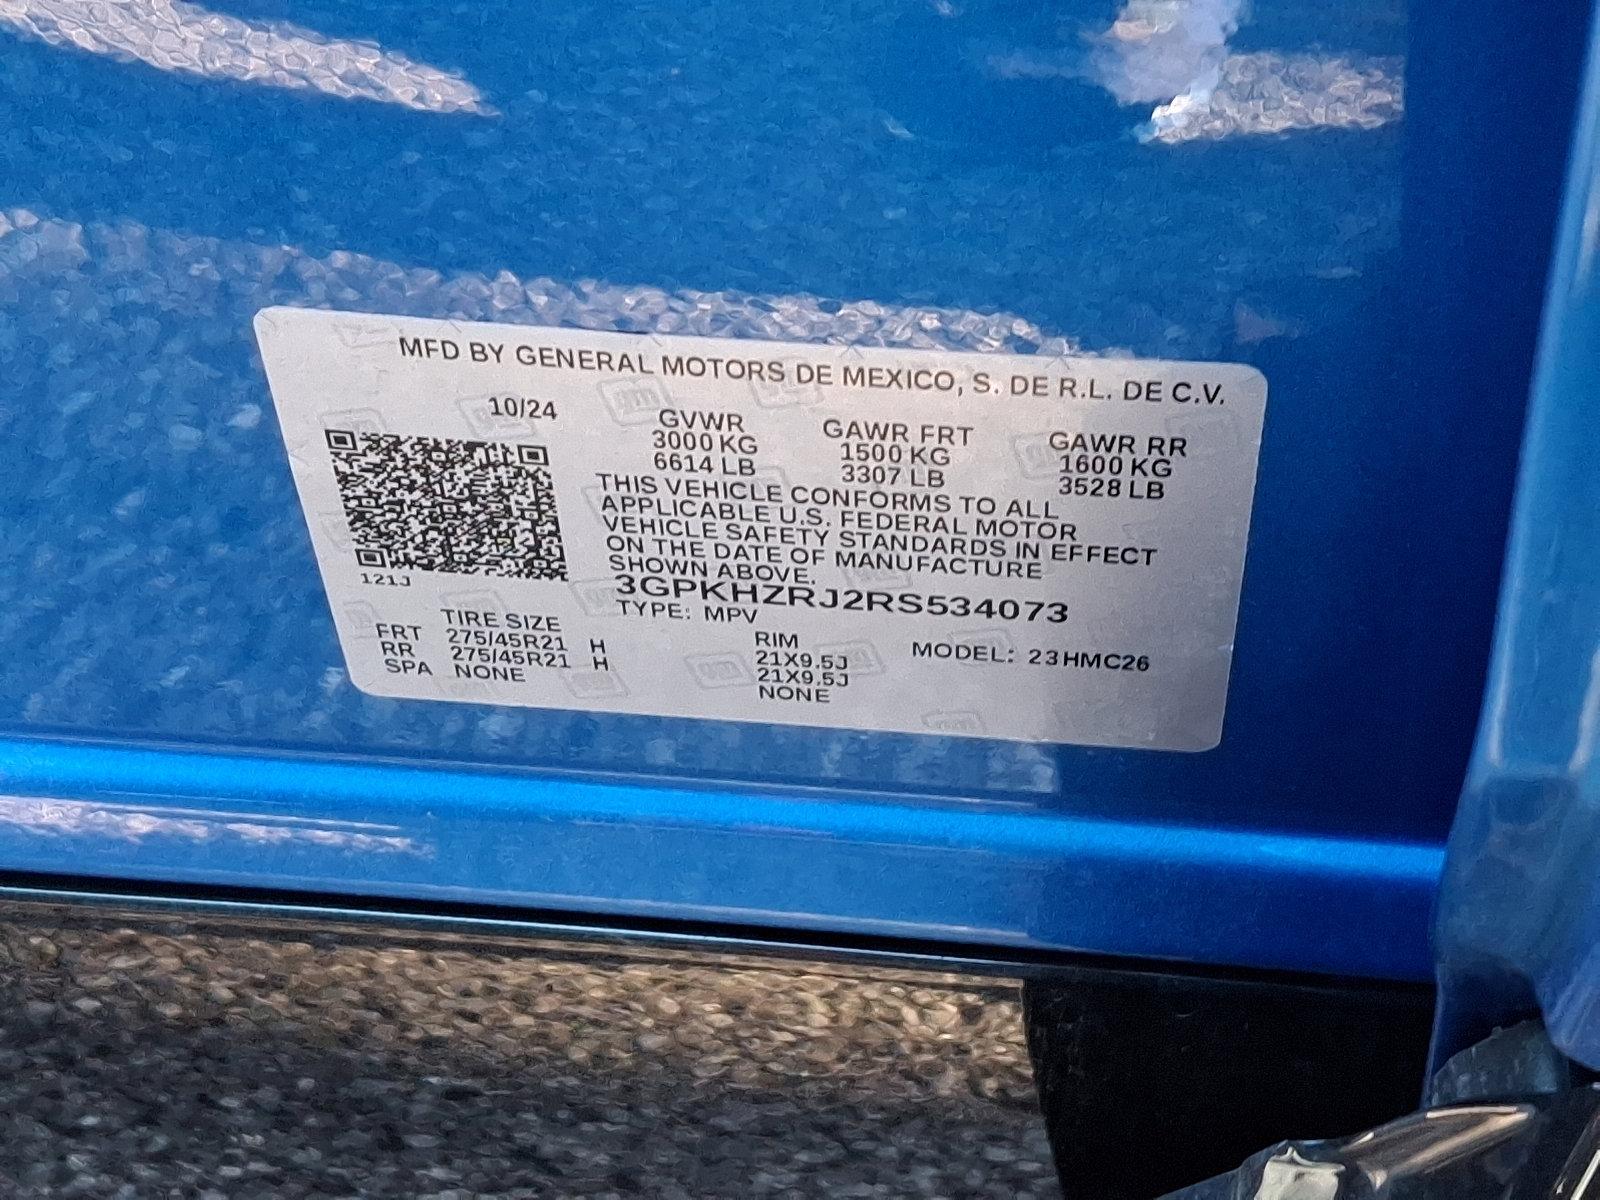 MFD BY GENERAL MOTORS DE MEXICO, S. DE R.L. DE C.V.
10/24
GVWR GAWR FRT GAWR RR
3000 KG 1500 KG 1600 KG
6614 LB 3307 LB 3528 LB
THIS VEHICLE CONFORMS TO ALL
APPLICABLE U.S. FEDERAL MOTOR
VEHICLE SAFETY STANDARDS IN EFFECT
ON THE DATE OF MANUFACTURE
SHOWN ABOVE.
121J
3GPKHZRJ2RS534073
TYPE: MPV
TIRE SIZE RIM MODEL: 23HMC26
FRT 275/45R21 H 21X9.5J
RR 275/45R21 H 21X9.5J
SPA NONE NONE